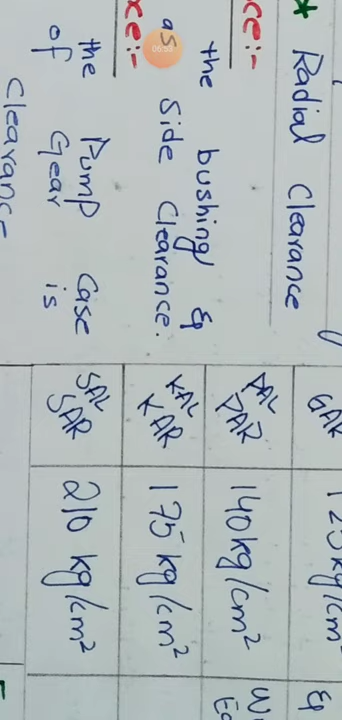 * Radial Clearance
ce:-
the bushing &
as Side Clearance.
ce:-
the Pump Case
of Gear is
Clearance
GAR
kg/cm
PAL
PAR
140 kg/cm²
KAL
KAR
175 kg/cm²
SAL
SAR
210 kg/cm²
&